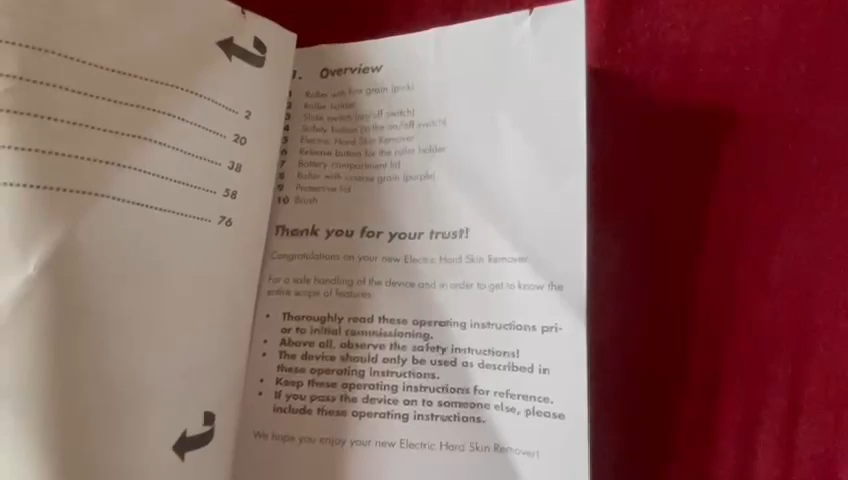 2
20
38
58
76
1. Overview
1 Roller with fine grain (pink)
2 Roller holder
3 Slide switch (on/off switch)
4 Safety button (in the on/off switch)
5 Electric Hard Skin Remover
6 Release button for the roller holder
7 Battery compartment lid
8 Roller with coarse grain (purple)
9 Protective lid
10 Brush
Thank you for your trust!
Congratulations on your new Electric Hard Skin Remover.
For a safe handling of the device and in order to get to know the
entire scope of features:
• Thoroughly read these operating instructions pri-
or to initial commissioning.
• Above all, observe the safety instructions!
• The device should only be used as described in
these operating instructions.
• Keep these operating instructions for reference.
• If you pass the device on to someone else, please
include these operating instructions.
We hope you enjoy your new Electric Hard Skin Remover!